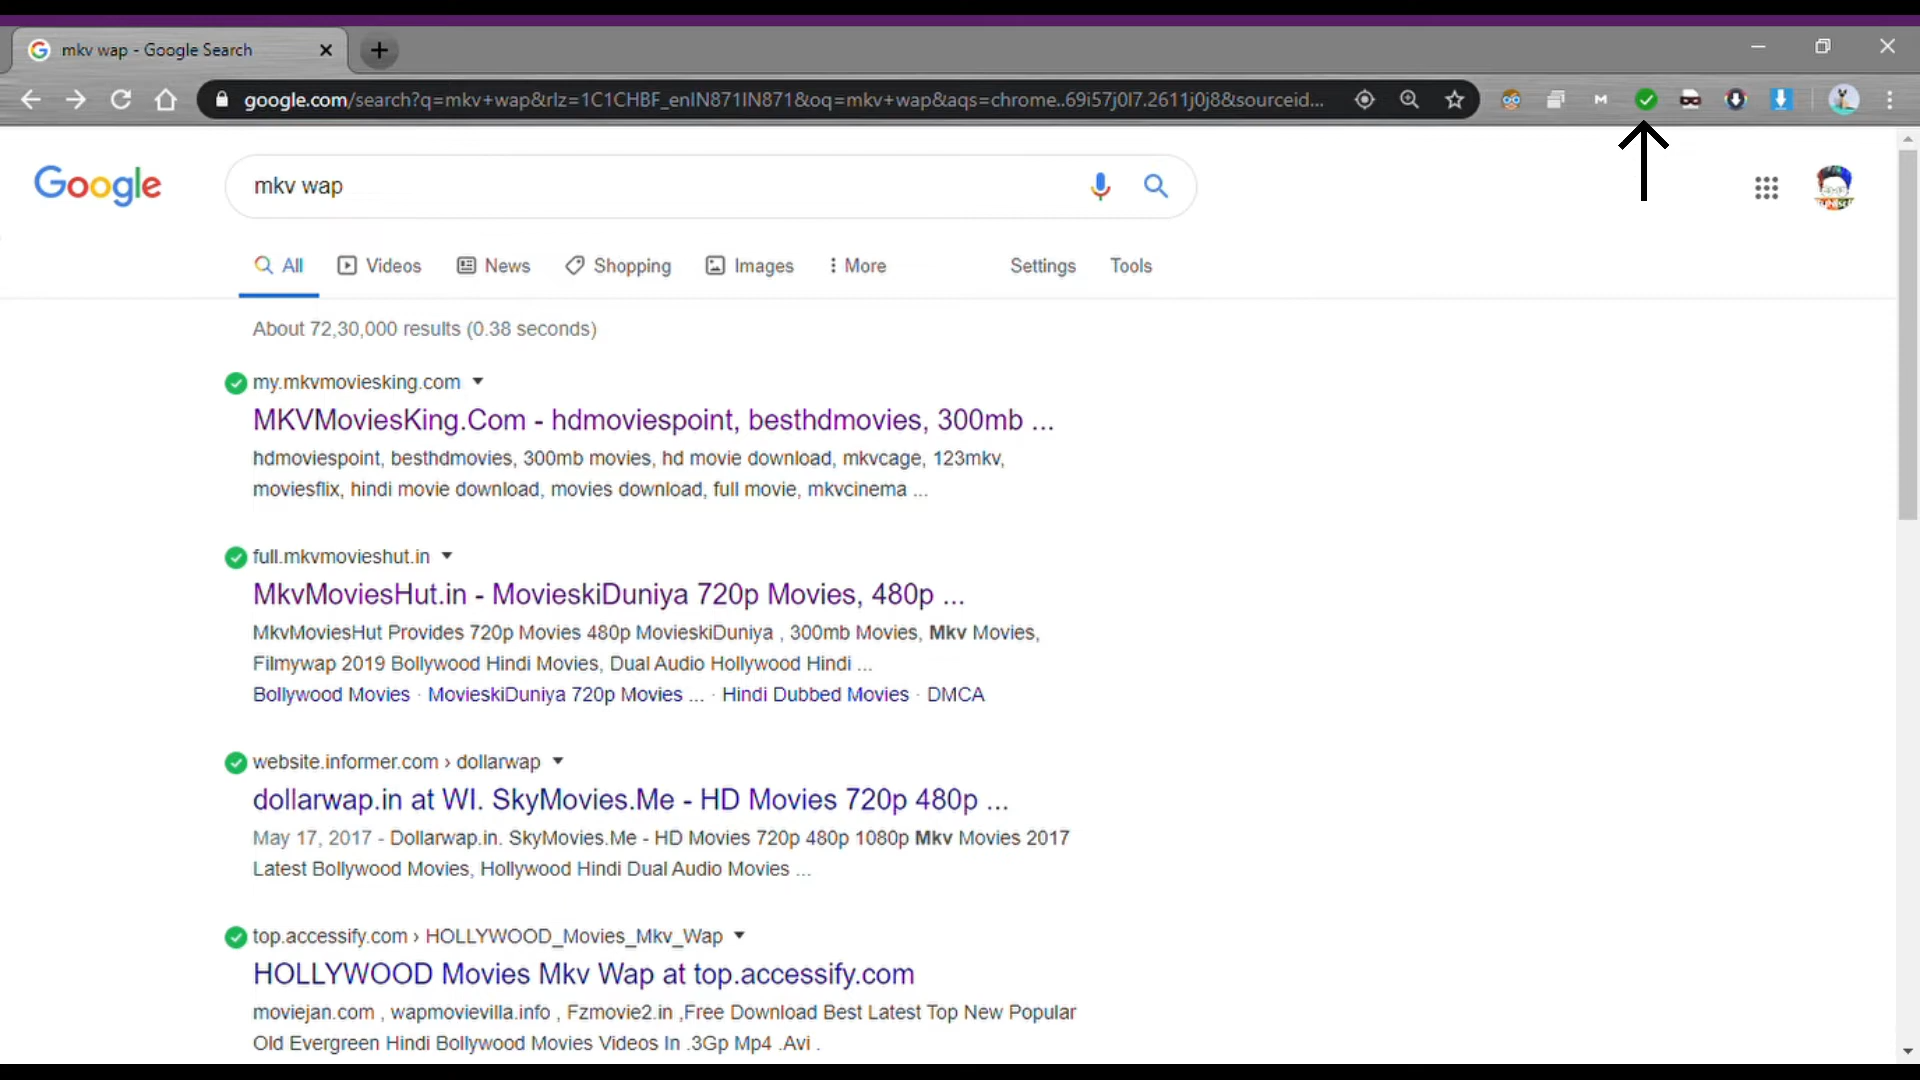 mkv wap - Google Search
google.com/search?q=mkv+wap&rlz=1C1CHBF_enIN871IN871&oq=mkv+wap&aqs=chrome..69i57j0l7.2611j0j8&sourceid...
M
Google
mkv wap
All Videos News Shopping Images More Settings Tools
About 72,30,000 results (0.38 seconds)
my.mkvmoviesking.com
MKVMoviesKing.Com - hdmoviespoint, besthdmovies, 300mb ...
hdmoviespoint, besthdmovies, 300mb movies, hd movie download, mkvcage, 123mkv,
moviesflix, hindi movie download, movies download, full movie, mkvcinema ...
full.mkvmovieshut.in
MkvMoviesHut.in - MovieskiDuniya 720p Movies, 480p ...
MkvMoviesHut Provides 720p Movies 480p MovieskiDuniya , 300mb Movies, Mkv Movies,
Filmywap 2019 Bollywood Hindi Movies, Dual Audio Hollywood Hindi ...
Bollywood Movies · MovieskiDuniya 720p Movies ... · Hindi Dubbed Movies · DMCA
website.informer.com › dollarwap
dollarwap.in at WI. SkyMovies.Me - HD Movies 720p 480p ...
May 17, 2017 - Dollarwap.in. SkyMovies.Me - HD Movies 720p 480p 1080p Mkv Movies 2017
Latest Bollywood Movies, Hollywood Hindi Dual Audio Movies ...
top.accessify.com › HOLLYWOOD_Movies_Mkv_Wap
HOLLYWOOD Movies Mkv Wap at top.accessify.com
moviejan.com , wapmovievilla.info , Fzmovie2.in ,Free Download Best Latest Top New Popular
Old Evergreen Hindi Bollywood Movies Videos In .3Gp Mp4 .Avi .